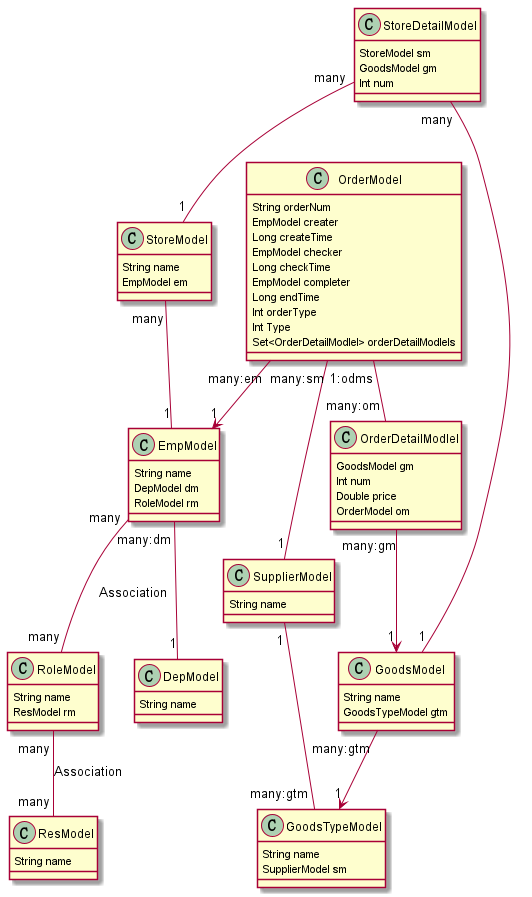 C StoreDetailModel
StoreModel sm
GoodsModel gm
Int num
many
many
C OrderModel
String orderNum
EmpModel creater
Long createTime
EmpModel checker
Long checkTime
EmpModel completer
Long endTime
Int orderType
Int Type
Set<OrderDetailModlel> orderDetailModlels
1
C StoreModel
String name
EmpModel em
many
many:em
many:sm
1:odms
many:om
1
1
C EmpModel
String name
DepModel dm
RoleModel rm
C OrderDetailModlel
GoodsModel gm
Int num
Double price
OrderModel om
many
many:dm
many:gm
1
C SupplierModel
String name
Association
many
1
1
1
1
C RoleModel
String name
ResModel rm
C DepModel
String name
C GoodsModel
String name
GoodsTypeModel gtm
many
many:gtm
Association
many
many:gtm
1
C ResModel
String name
C GoodsTypeModel
String name
SupplierModel sm